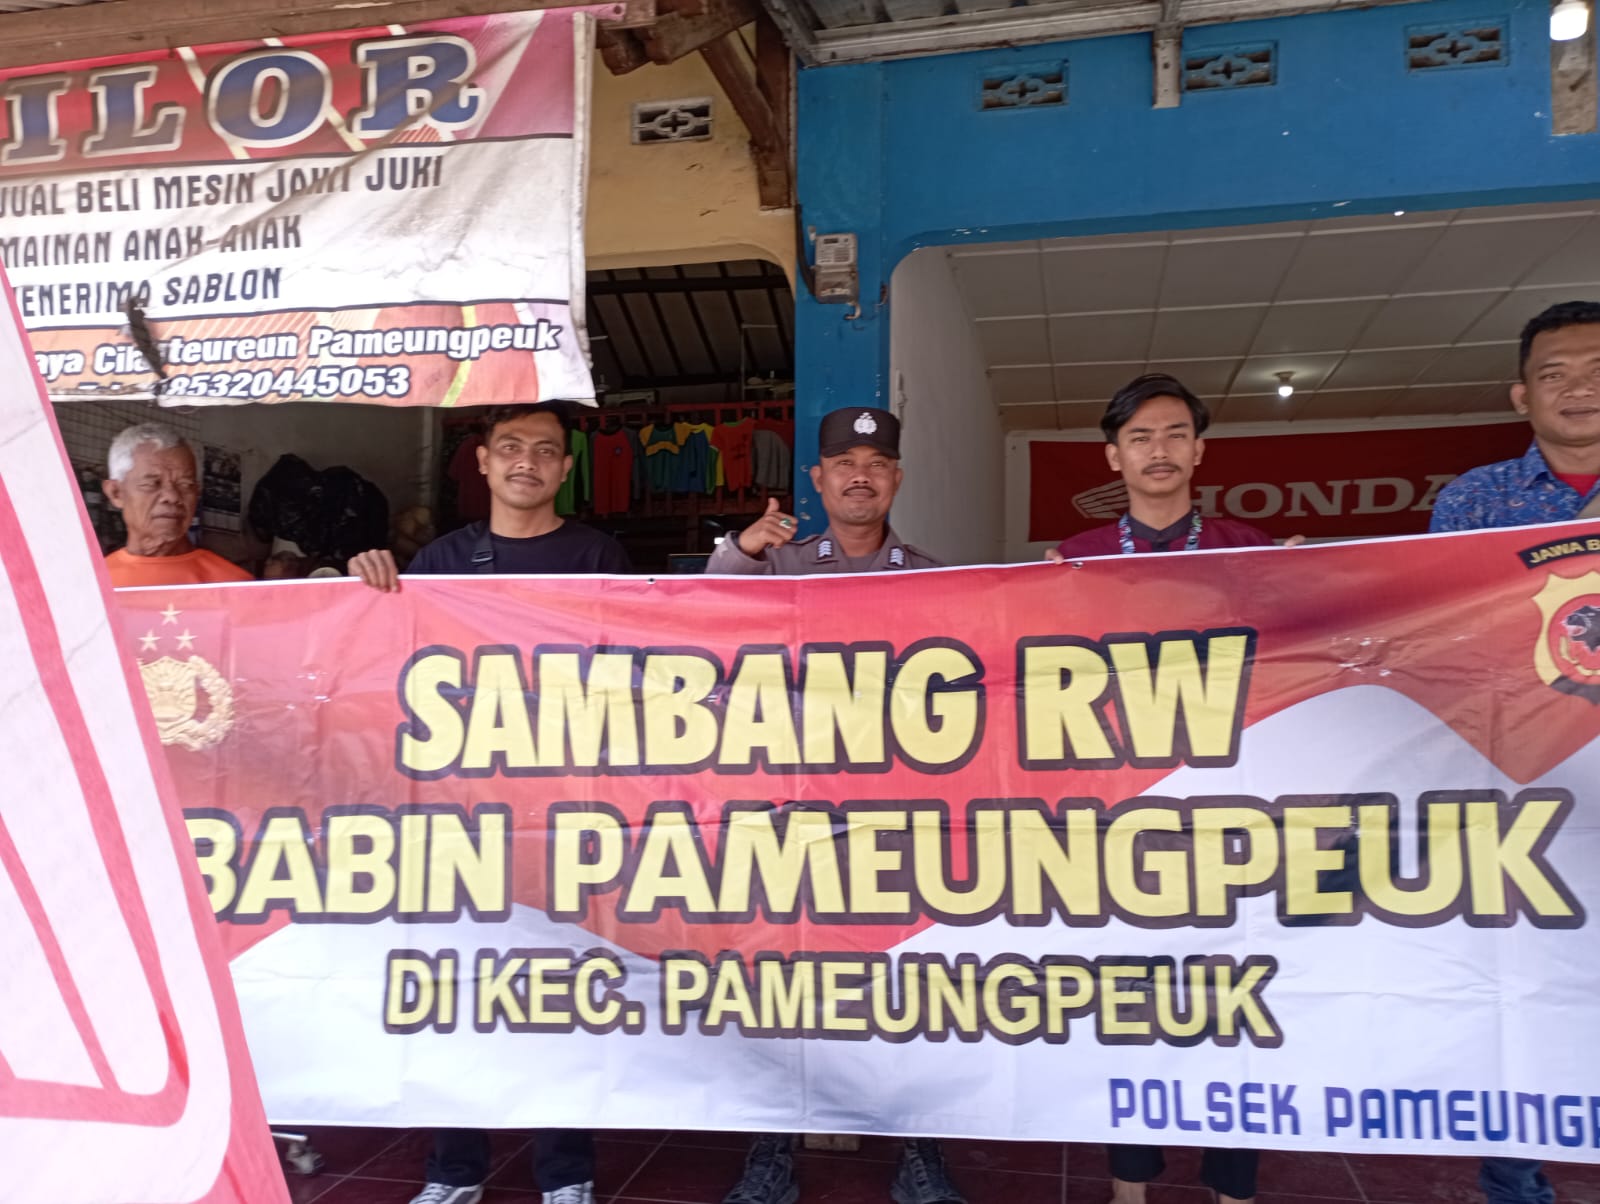 ILOR
JUAL BELI MESIN JAHIT JUKI
MAINAN ANAK-ANAK
MENERIMA SABLON
Pameungpeuk
85320445053
HONDA
JAWA B
SAMBANG RW
BABIN PAMEUNGPEUK
DI KEC. PAMEUNGPEUK
POLSEK PAMEUNGP